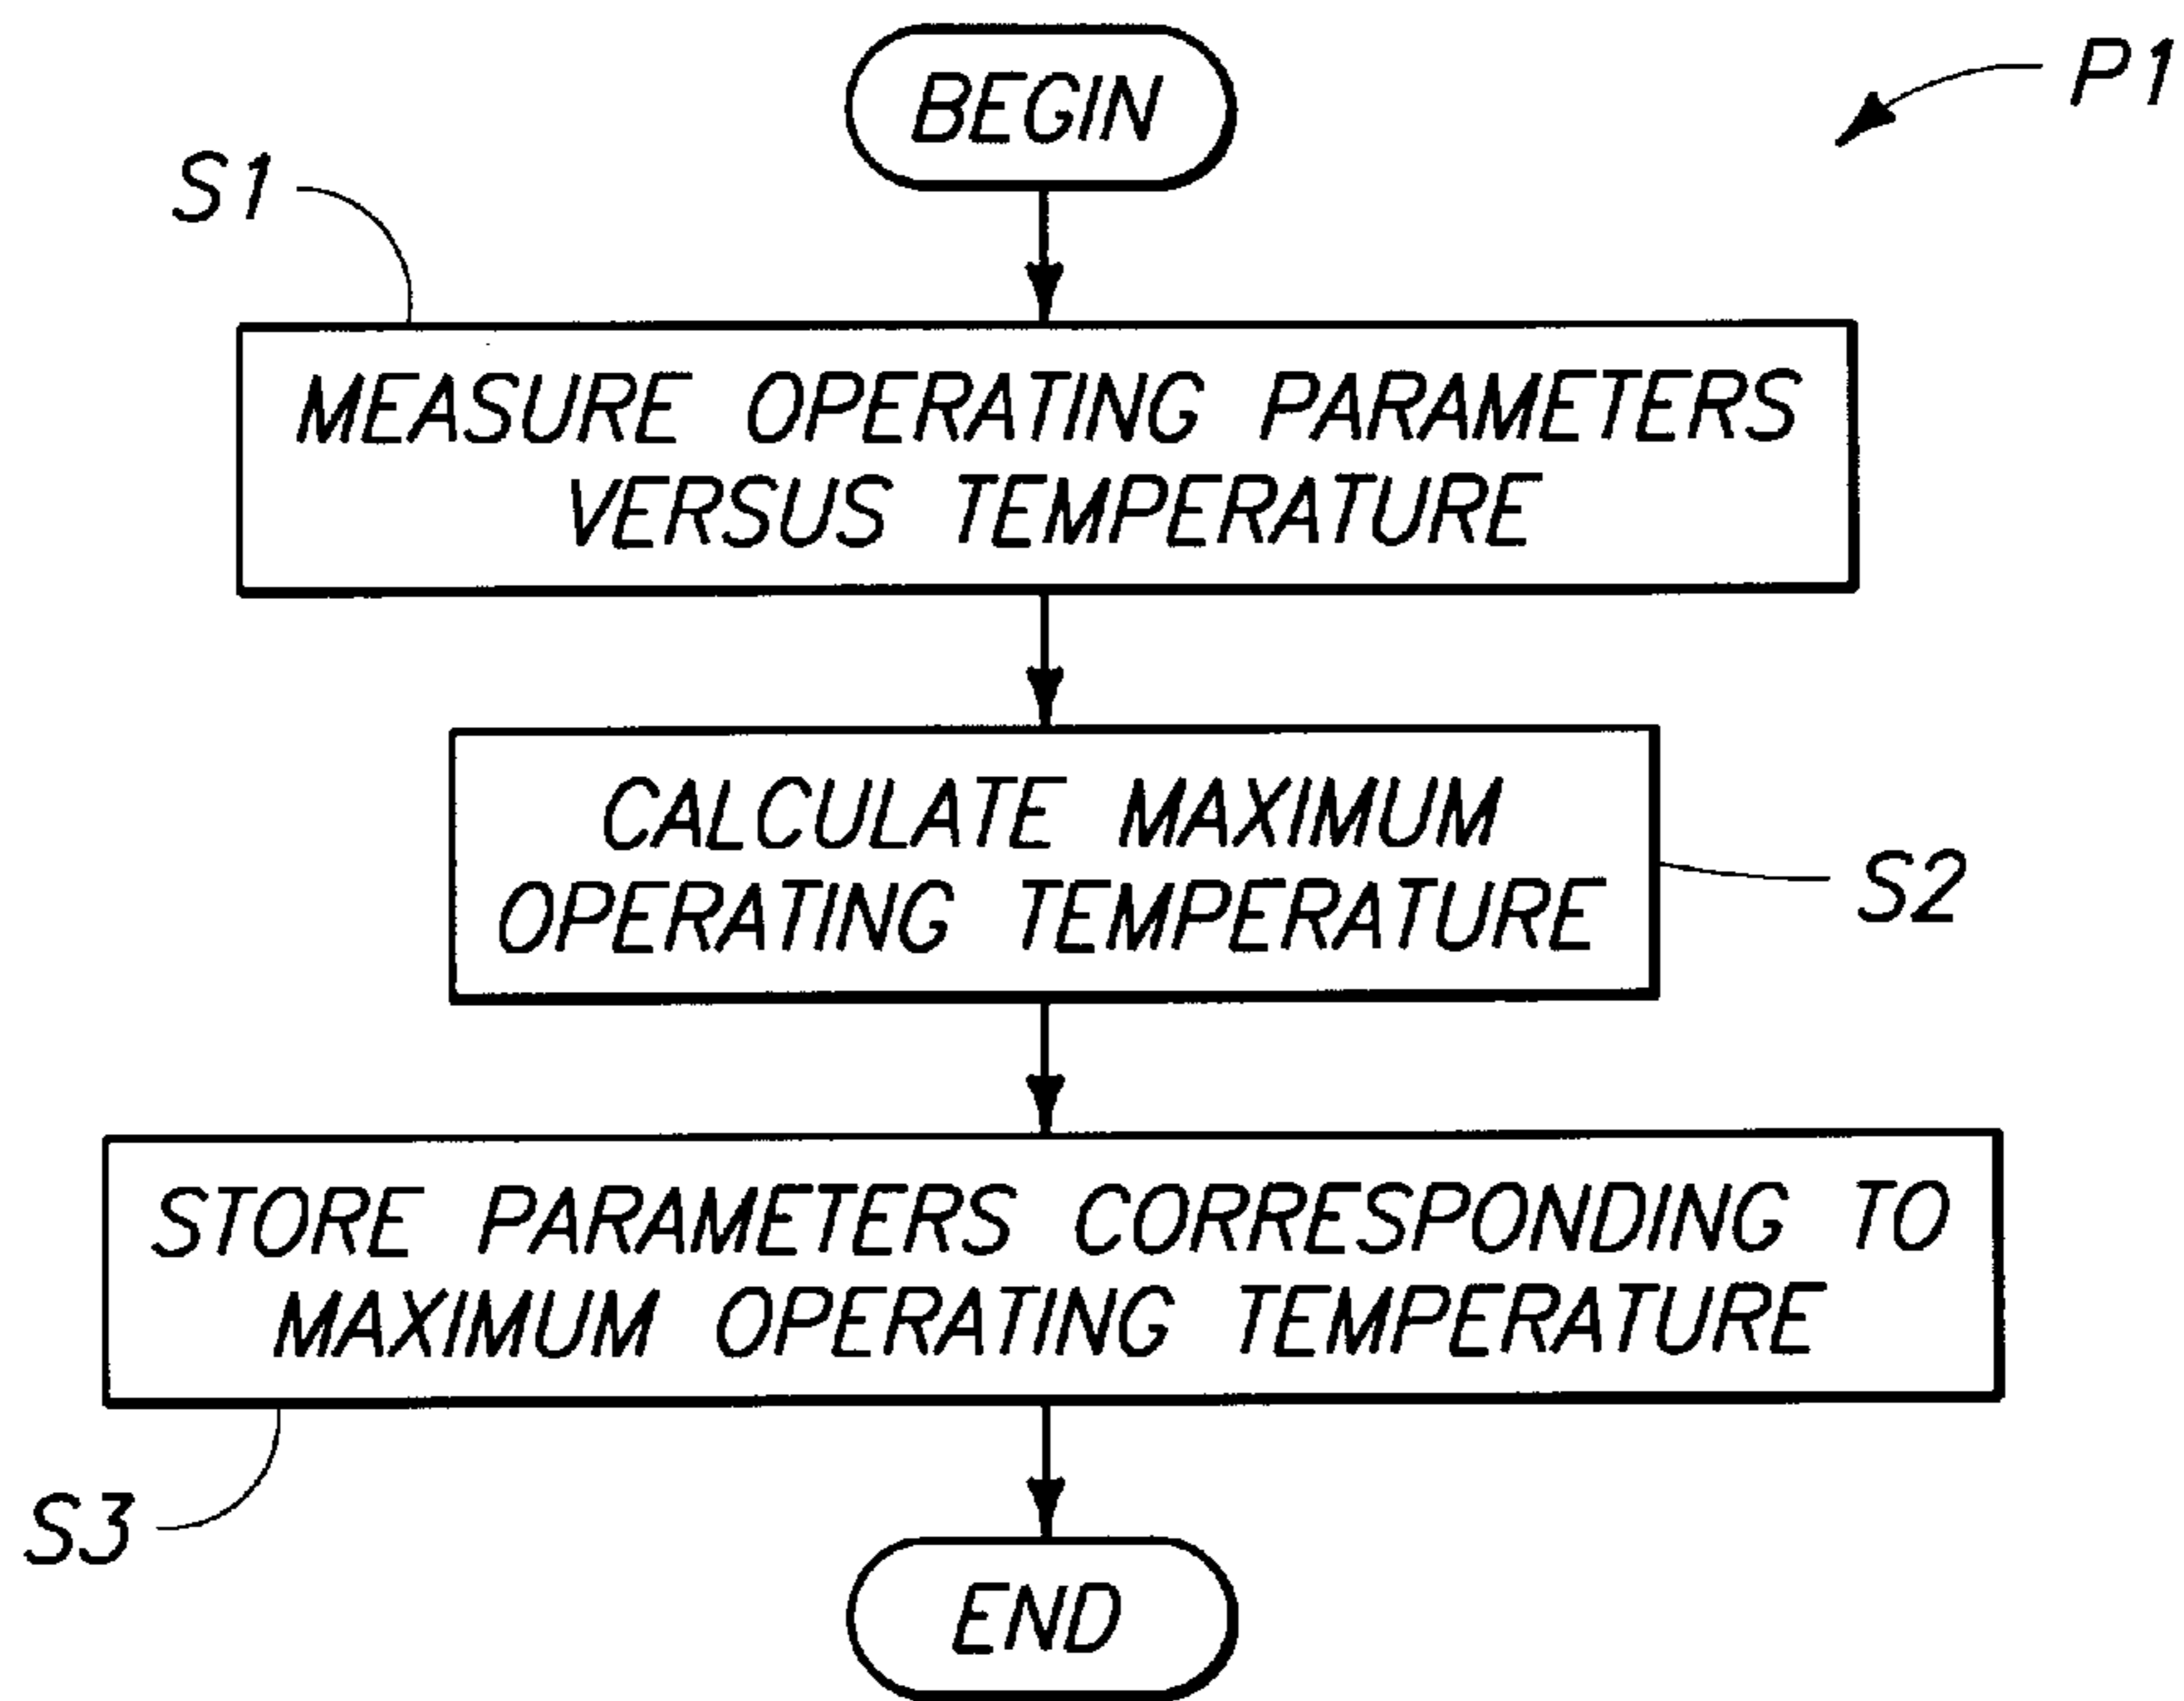 BEGIN
P1
S1
MEASURE OPERATING PARAMETERS
VERSUS TEMPERATURE
CALCULATE MAXIMUM
OPERATING TEMPERATURE
S2
STORE PARAMETERS CORRESPONDING TO
MAXIMUM OPERATING TEMPERATURE
S3
END